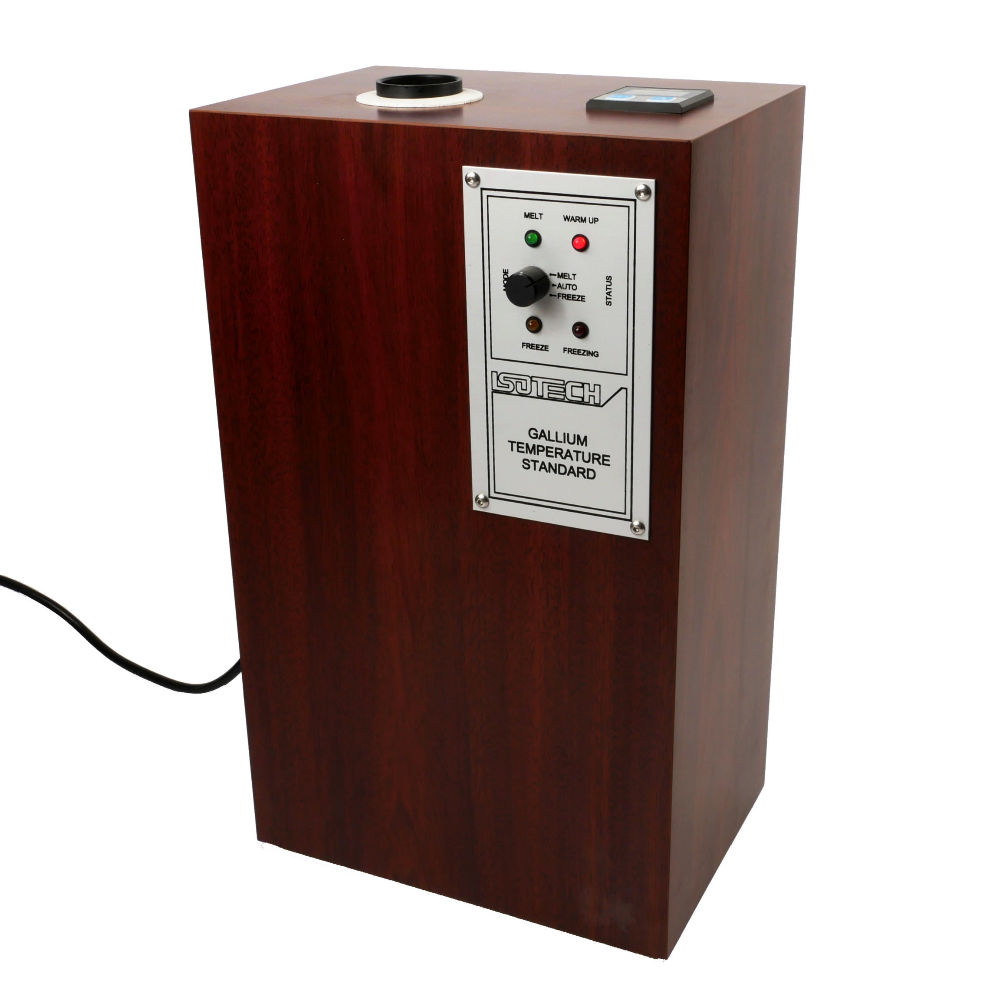 MELT WARM UP
MODE
MELT
AUTO
FREEZE
STATUS
FREEZE FREEZING
ISOTECH
GALLIUM
TEMPERATURE
STANDARD